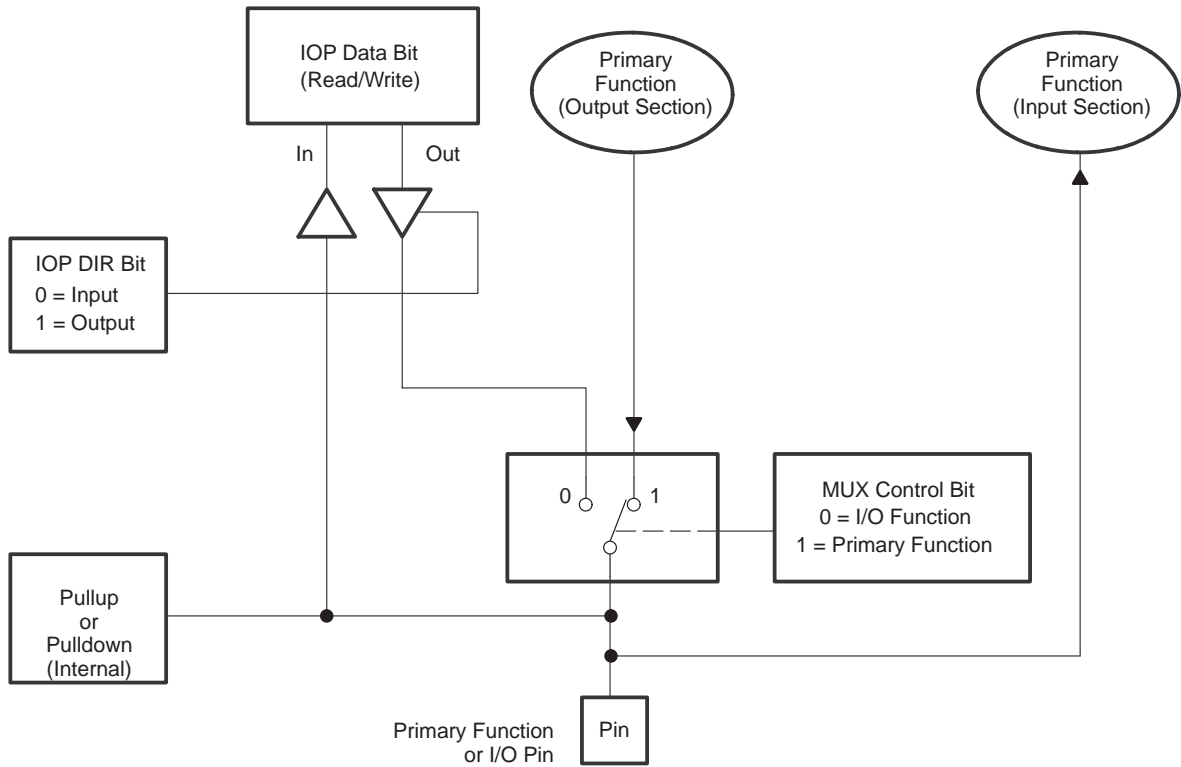 IOP Data Bit
(Read/Write)
Primary
Function
(Output Section)
Primary
Function
(Input Section)
In
Out
IOP DIR Bit
0 = Input
1 = Output
0
1
MUX Control Bit
0 = I/O Function
1 = Primary Function
Pullup
or
Pulldown
(Internal)
Primary Function
or I/O Pin
Pin